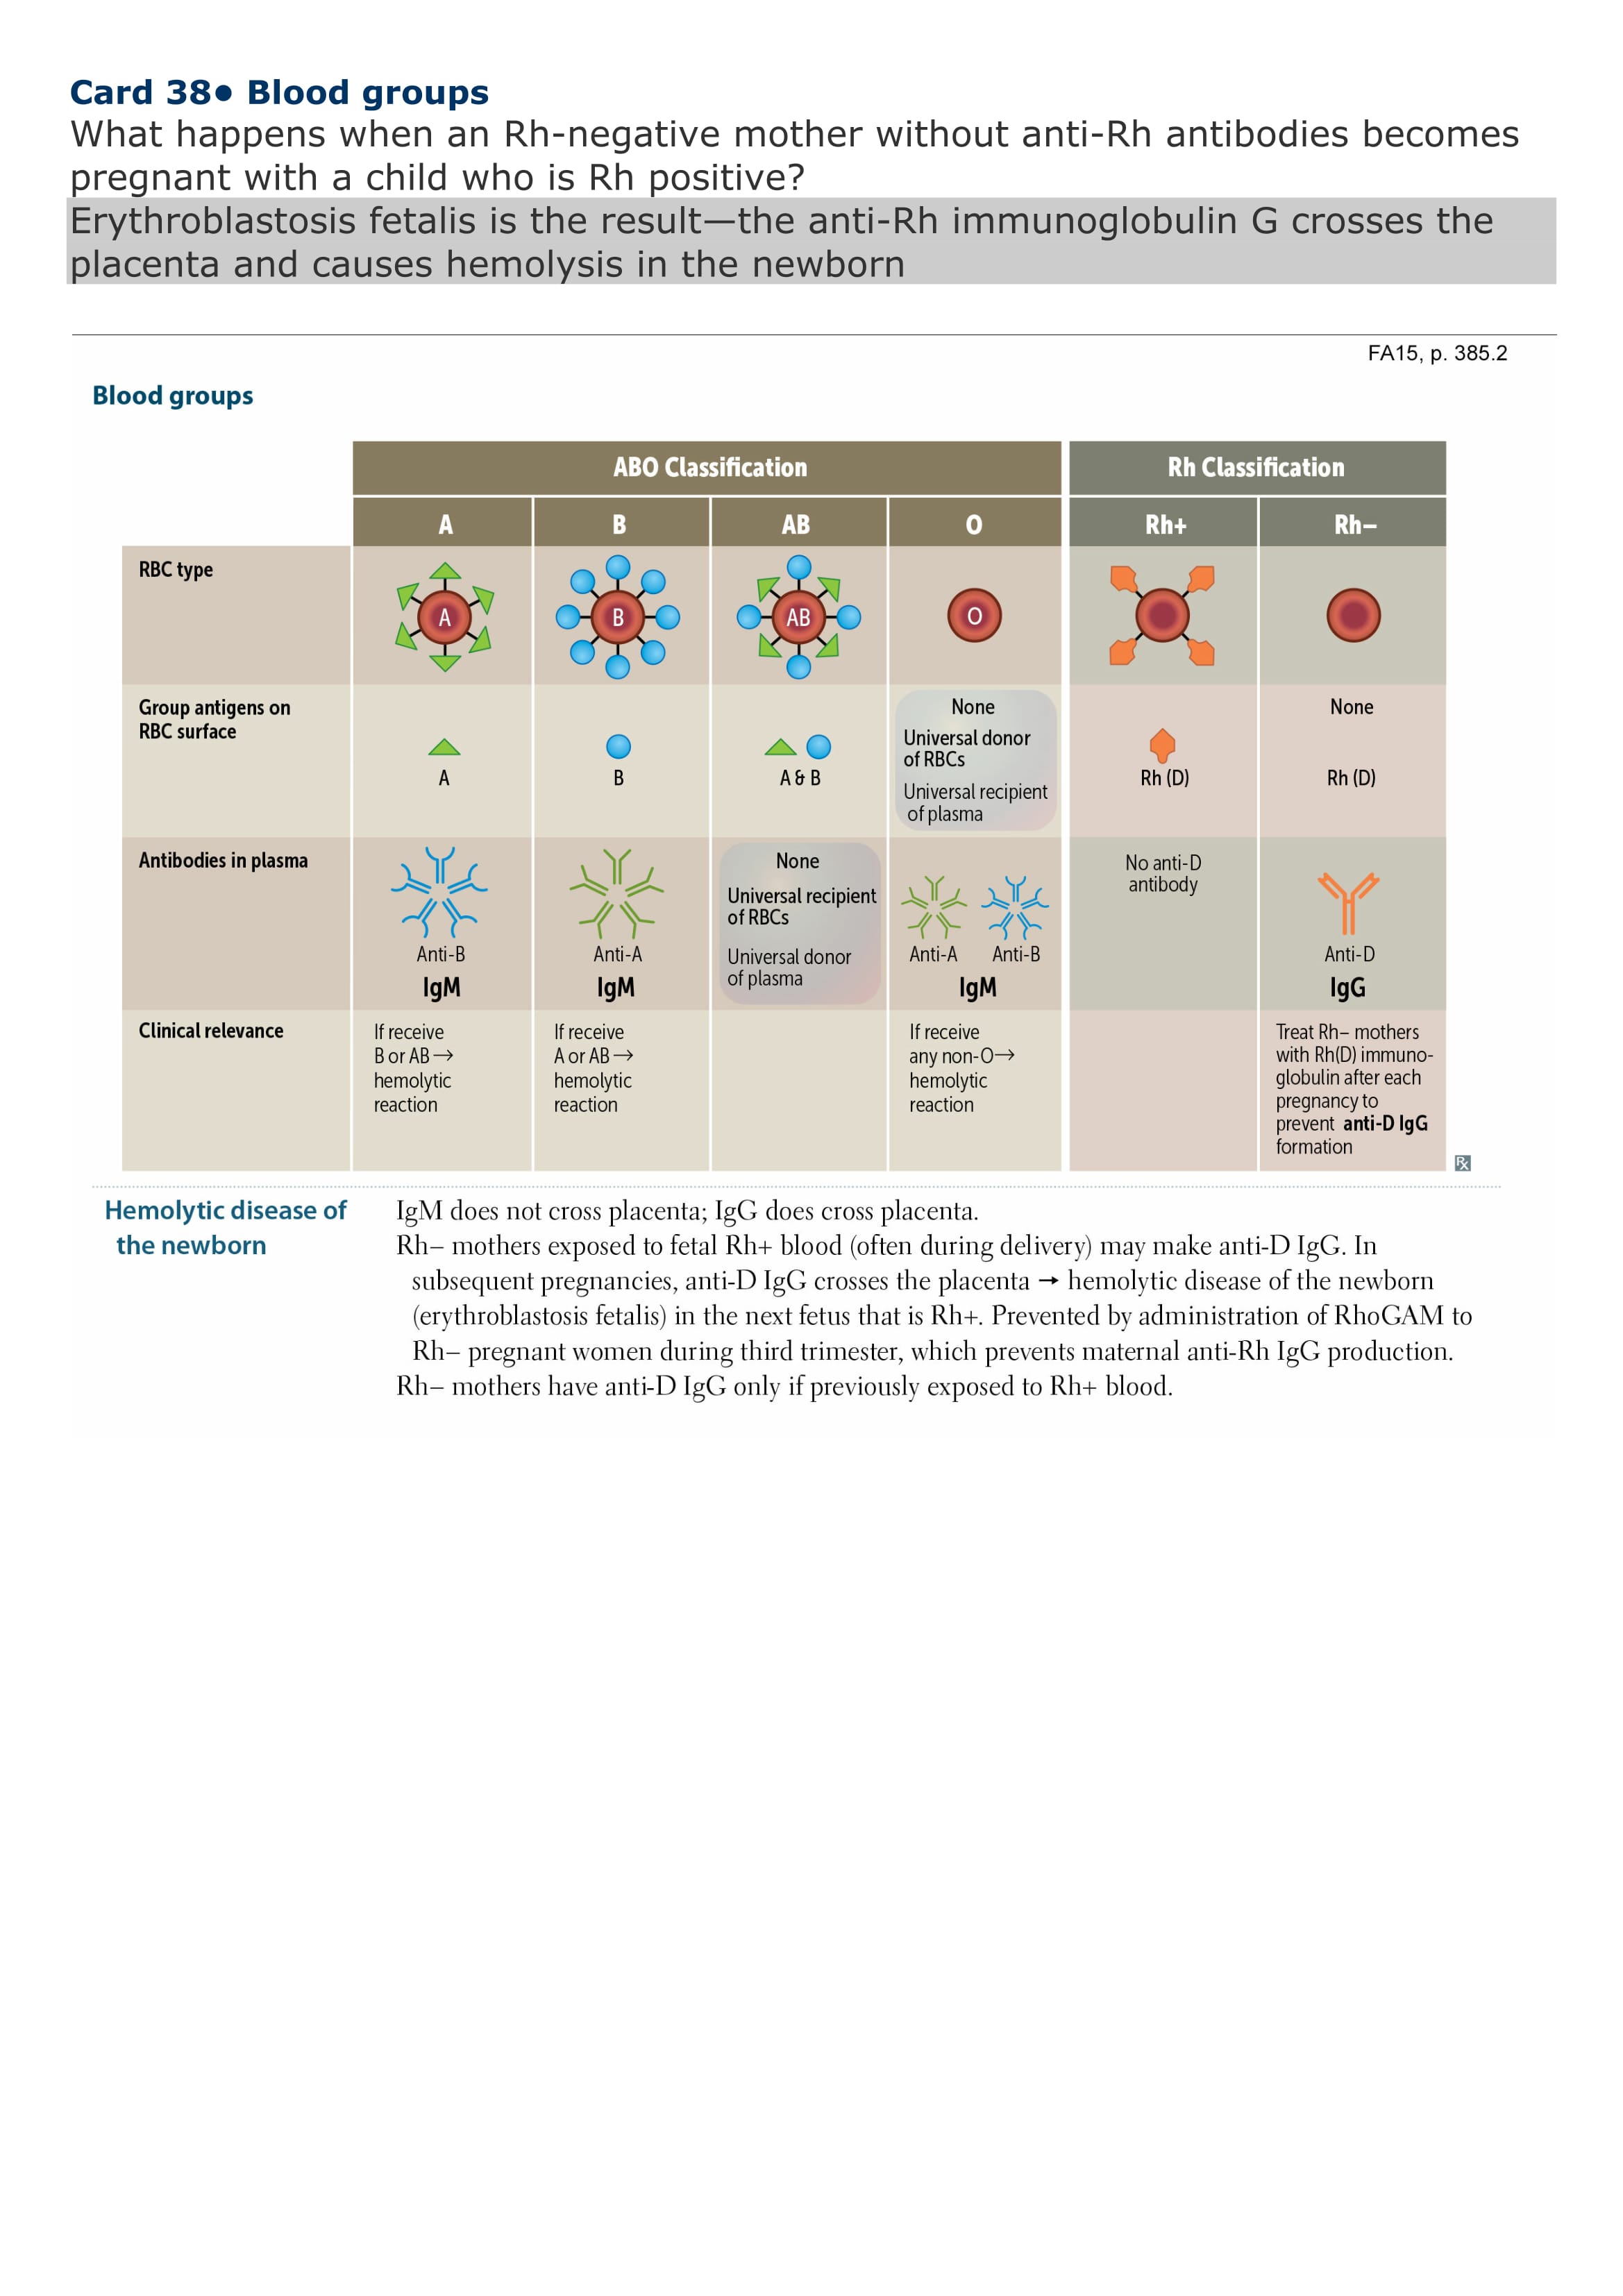 Card 38● Blood groups
What happens when an Rh-negative mother without anti-Rh antibodies becomes
pregnant with a child who is Rh positive?
Erythroblastosis fetalis is the result—the anti-Rh immunoglobulin G crosses the
placenta and causes hemolysis in the newborn
FA15, p. 385.2
Blood groups
ABO Classification
Rh Classification
A
B
AB
O
Rh+
Rh–
RBC type
A
B
AB
O
Group antigens on
RBC surface
A
B
A & B
None
Universal donor
of RBCs
Universal recipient
of plasma
Rh (D)
None
Rh (D)
Antibodies in plasma
Anti-B
IgM
Anti-A
IgM
None
Universal recipient
of RBCs
Universal donor
of plasma
Anti-A
Anti-B
IgM
No anti-D
antibody
Anti-D
IgG
Clinical relevance
If receive
B or AB→
hemolytic
reaction
If receive
A or AB→
hemolytic
reaction
If receive
any non-O→
hemolytic
reaction
Treat Rh– mothers
with Rh(D) immuno-
globulin after each
pregnancy to
prevent anti-D IgG
formation
Rx
Hemolytic disease of
the newborn
IgM does not cross placenta; IgG does cross placenta.
Rh– mothers exposed to fetal Rh+ blood (often during delivery) may make anti-D IgG. In
subsequent pregnancies, anti-D IgG crosses the placenta → hemolytic disease of the newborn
(erythroblastosis fetalis) in the next fetus that is Rh+. Prevented by administration of RhoGAM to
Rh– pregnant women during third trimester, which prevents maternal anti-Rh IgG production.
Rh– mothers have anti-D IgG only if previously exposed to Rh+ blood.